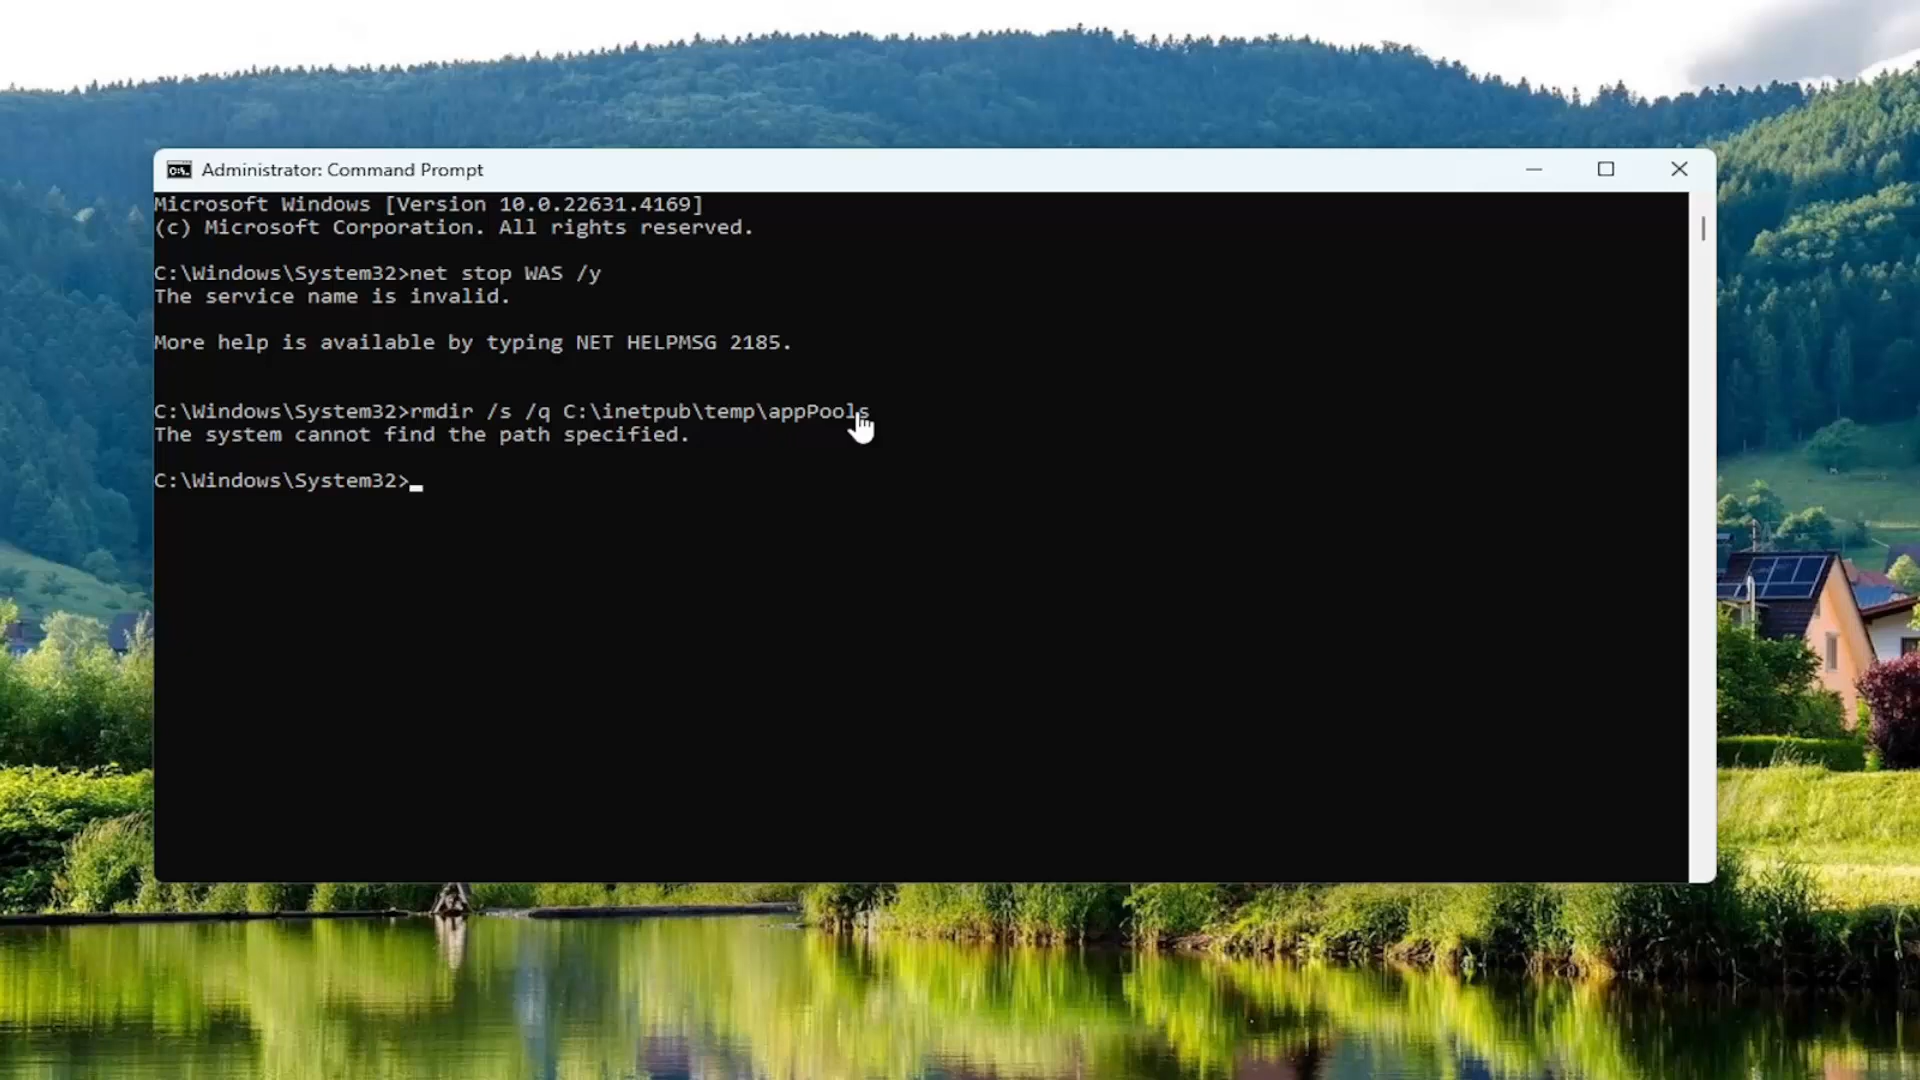 Administrator: Command Prompt
Microsoft Windows [Version 10.0.22631.4169]
(c) Microsoft Corporation. All rights reserved.
C:\Windows\System32>net stop WAS /y
The service name is invalid.
More help is available by typing NET HELPMSG 2185.
C:\Windows\System32>rmdir /s /q C:\inetpub\temp\appPools
The system cannot find the path specified.
C:\Windows\System32>